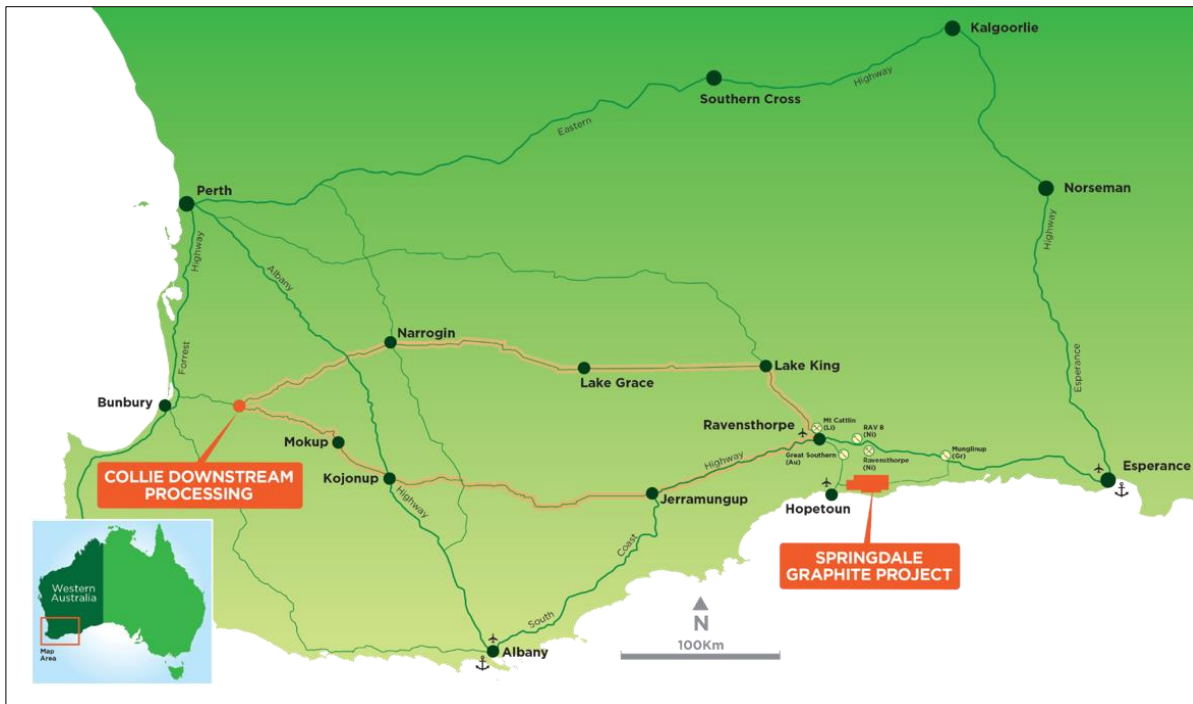 Kalgoorlie
Highway
Southern Cross
Eastern
Perth
Norseman
Highway
Highway
Albany
Narrogin
Lake Grace
Lake King
Forrest
Esperance
Bunbury
Mt Cattlin
(Li)
RAV 8
(Ni)
Ravensthorpe
Mokup
Great Southern
(Au)
Ravensthorpe
(Ni)
Munglinup
(Gr)
COLLIE DOWNSTREAM
PROCESSING
Kojonup
Highway
Highway
Jerramungup
Esperance
Hopetoun
Coast
SPRINGDALE
GRAPHITE PROJECT
South
Albany
N
100Km
Western
Australia
Map
Area